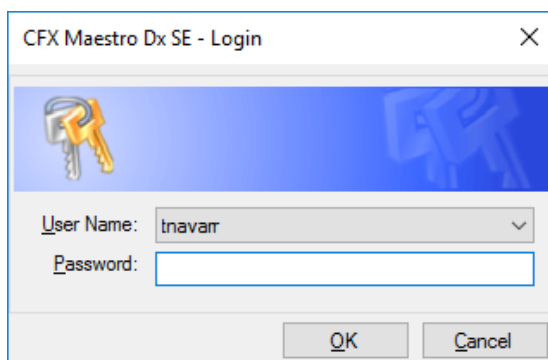 CFX Maestro Dx SE - Login
User Name: tnavarr
Password:
OK Cancel